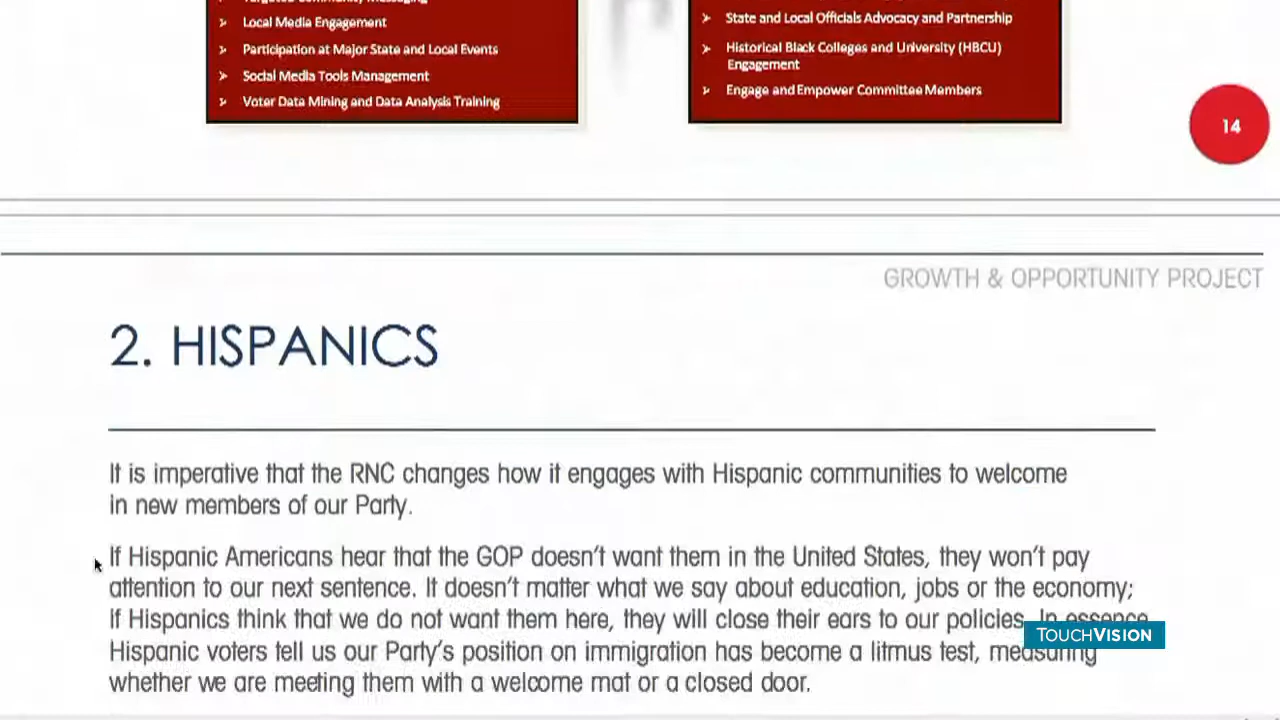 Local Media Engagement
Participation at Major State and Local Events
Social Media Tools Management
Voter Data Mining and Data Analysis Training
State and Local Officials Advocacy and Partnership
Historical Black Colleges and University (HBCU)
Engagement
Engage and Empower Committee Members
14
GROWTH & OPPORTUNITY PROJECT
2. HISPANICS
It is imperative that the RNC changes how it engages with Hispanic communities to welcome
in new members of our Party.
If Hispanic Americans hear that the GOP doesn't want them in the United States, they won't pay
attention to our next sentence. It doesn't matter what we say about education, jobs or the economy;
If Hispanics think that we do not want them here, they will close their ears to our policies. In essence
Hispanic voters tell us our Party's position on immigration has become a litmus test, measuring
whether we are meeting them with a welcome mat or a closed door.
TOUCHVISION